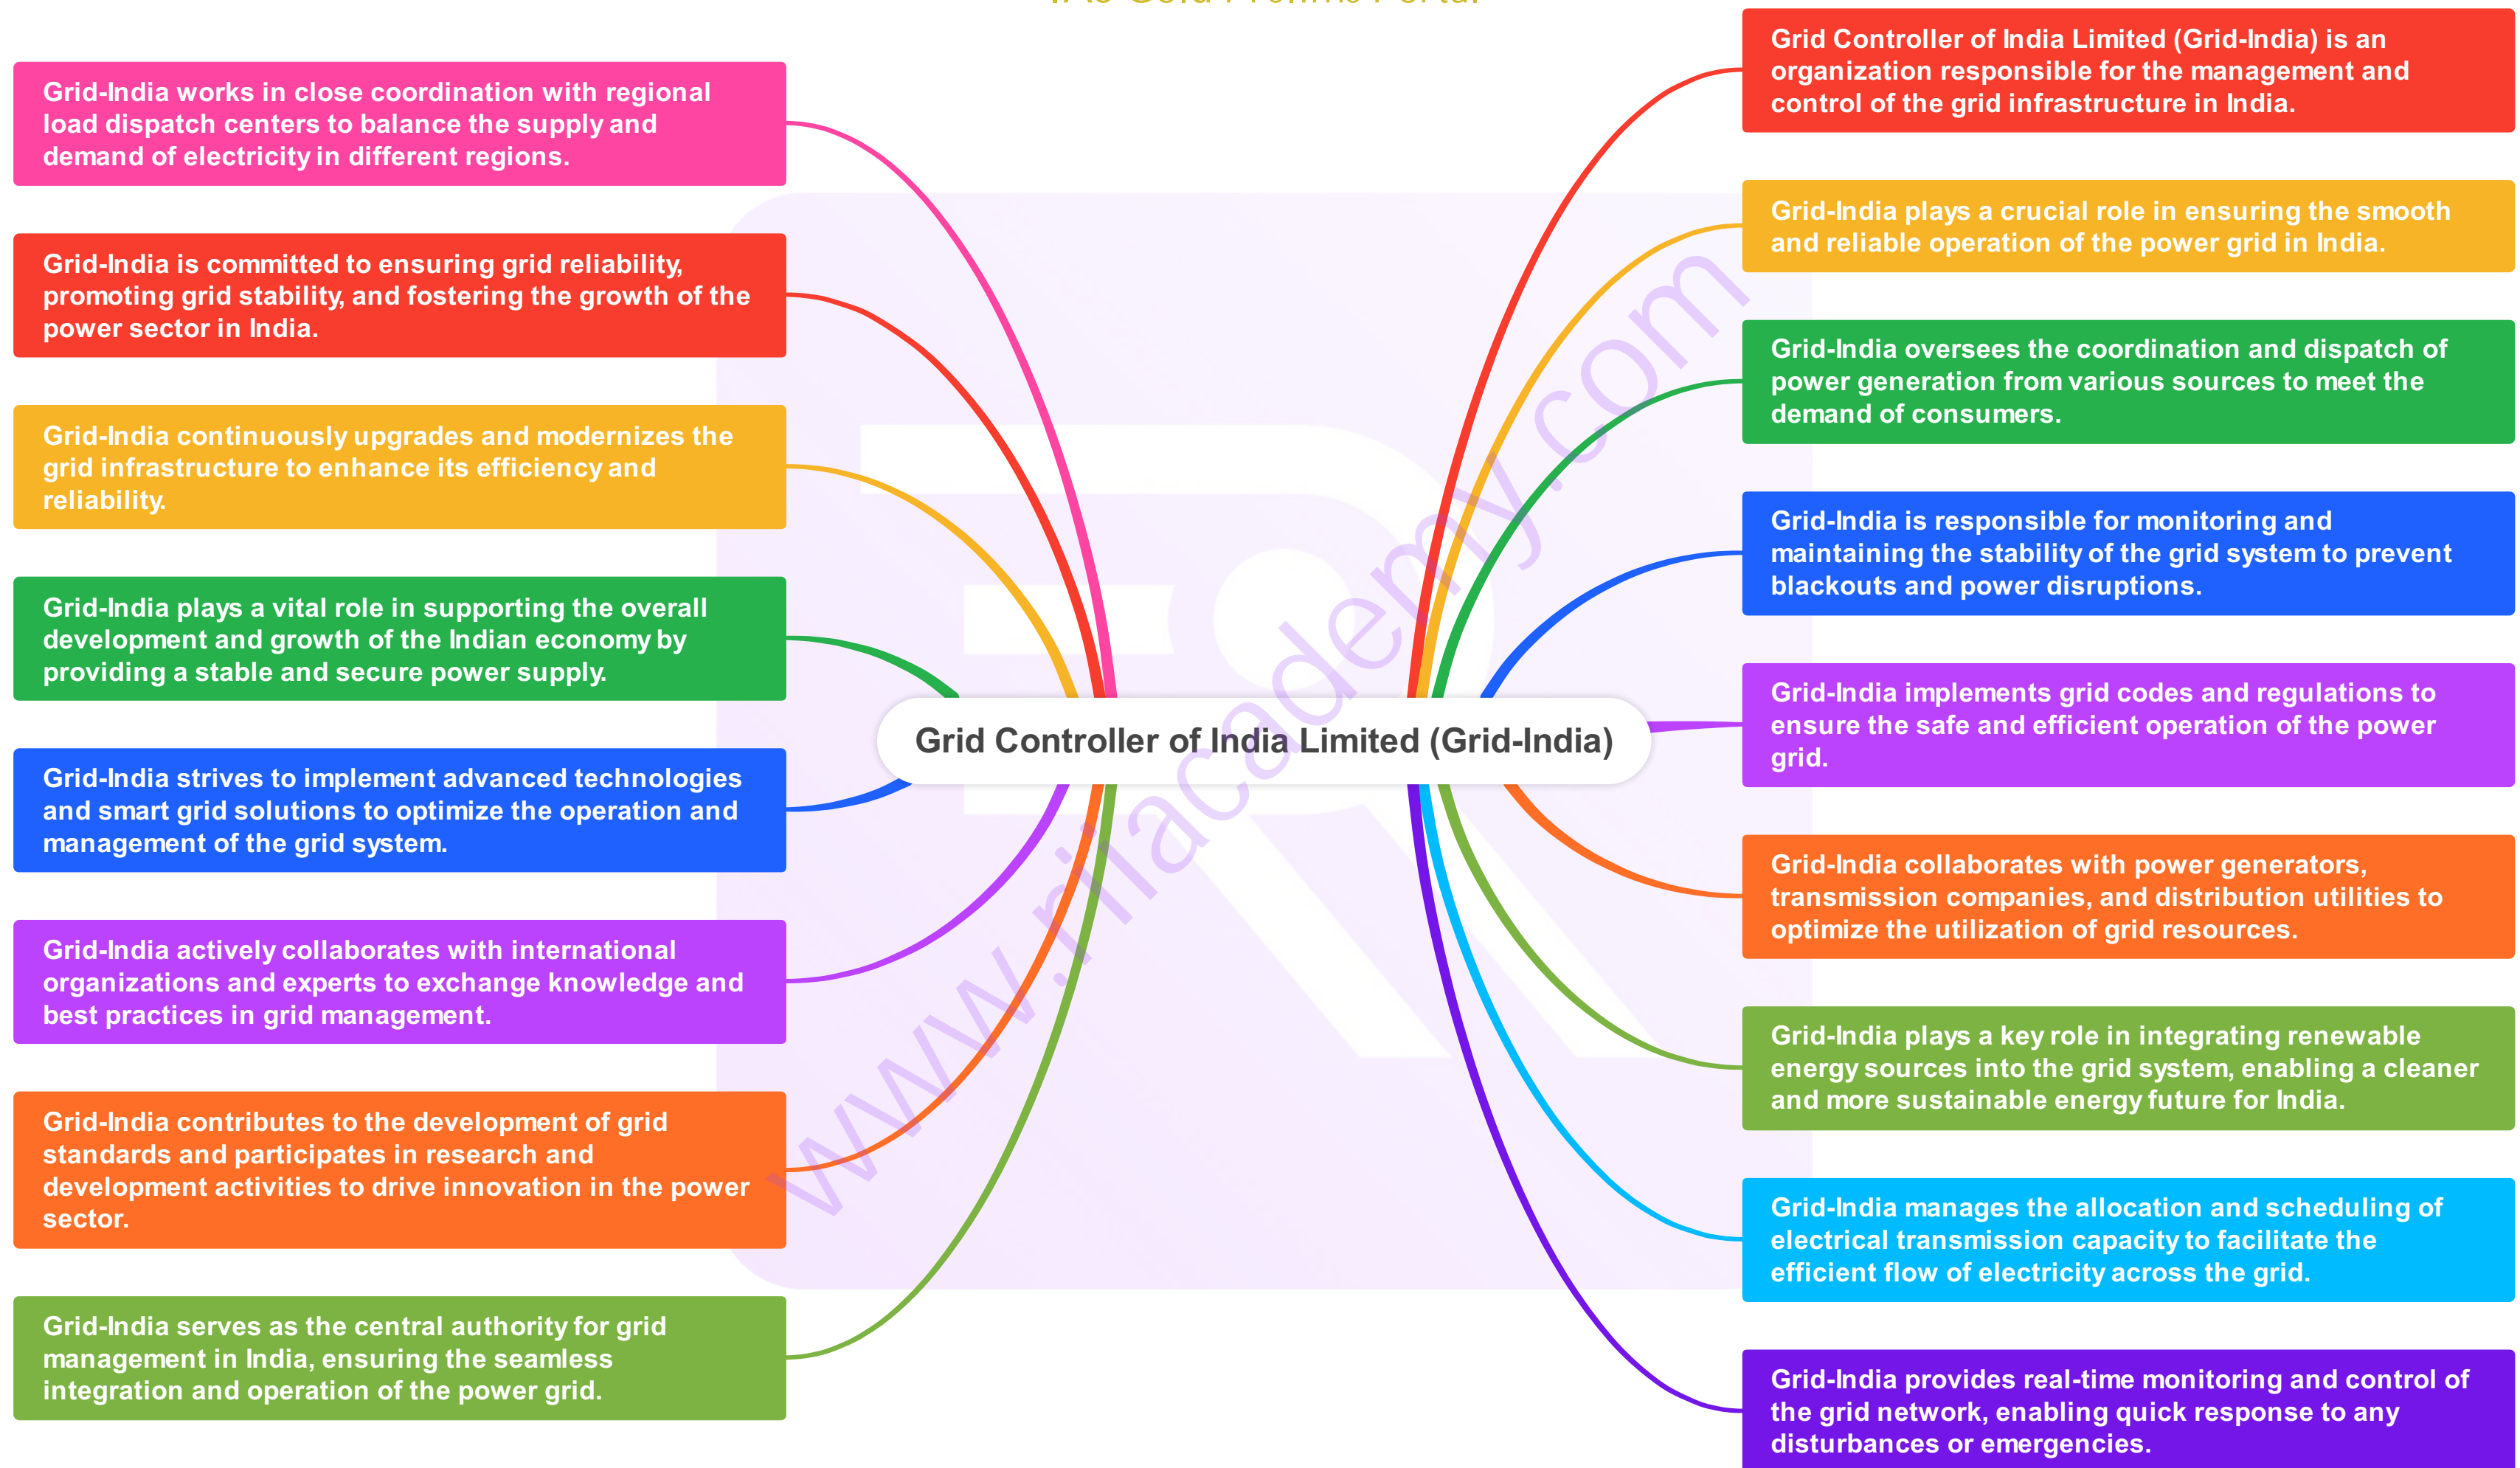 Grid Controller of India Limited (Grid-India) is an
organization responsible for the management and
control of the grid infrastructure in India.
Grid-India plays a crucial role in ensuring the smooth
and reliable operation of the power grid in India.
Grid-India oversees the coordination and dispatch of
power generation from various sources to meet the
demand of consumers.
Grid-India is responsible for monitoring and
maintaining the stability of the grid system to prevent
blackouts and power disruptions.
Grid-India implements grid codes and regulations to
ensure the safe and efficient operation of the power
grid.
Grid-India collaborates with power generators,
transmission companies, and distribution utilities to
optimize the utilization of grid resources.
Grid-India plays a key role in integrating renewable
energy sources into the grid system, enabling a cleaner
and more sustainable energy future for India.
Grid-India manages the allocation and scheduling of
electrical transmission capacity to facilitate the
efficient flow of electricity across the grid.
Grid-India provides real-time monitoring and control of
the grid network, enabling quick response to any
disturbances or emergencies.
Grid-India works in close coordination with regional
load dispatch centers to balance the supply and
demand of electricity in different regions.
Grid-India is committed to ensuring grid reliability,
promoting grid stability, and fostering the growth of the
power sector in India.
Grid-India continuously upgrades and modernizes the
grid infrastructure to enhance its efficiency and
reliability.
Grid-India plays a vital role in supporting the overall
development and growth of the Indian economy by
providing a stable and secure power supply.
Grid-India strives to implement advanced technologies
and smart grid solutions to optimize the operation and
management of the grid system.
Grid-India actively collaborates with international
organizations and experts to exchange knowledge and
best practices in grid management.
Grid-India contributes to the development of grid
standards and participates in research and
development activities to drive innovation in the power
sector.
Grid-India serves as the central authority for grid
management in India, ensuring the seamless
integration and operation of the power grid.
Grid Controller of India Limited (Grid-India)